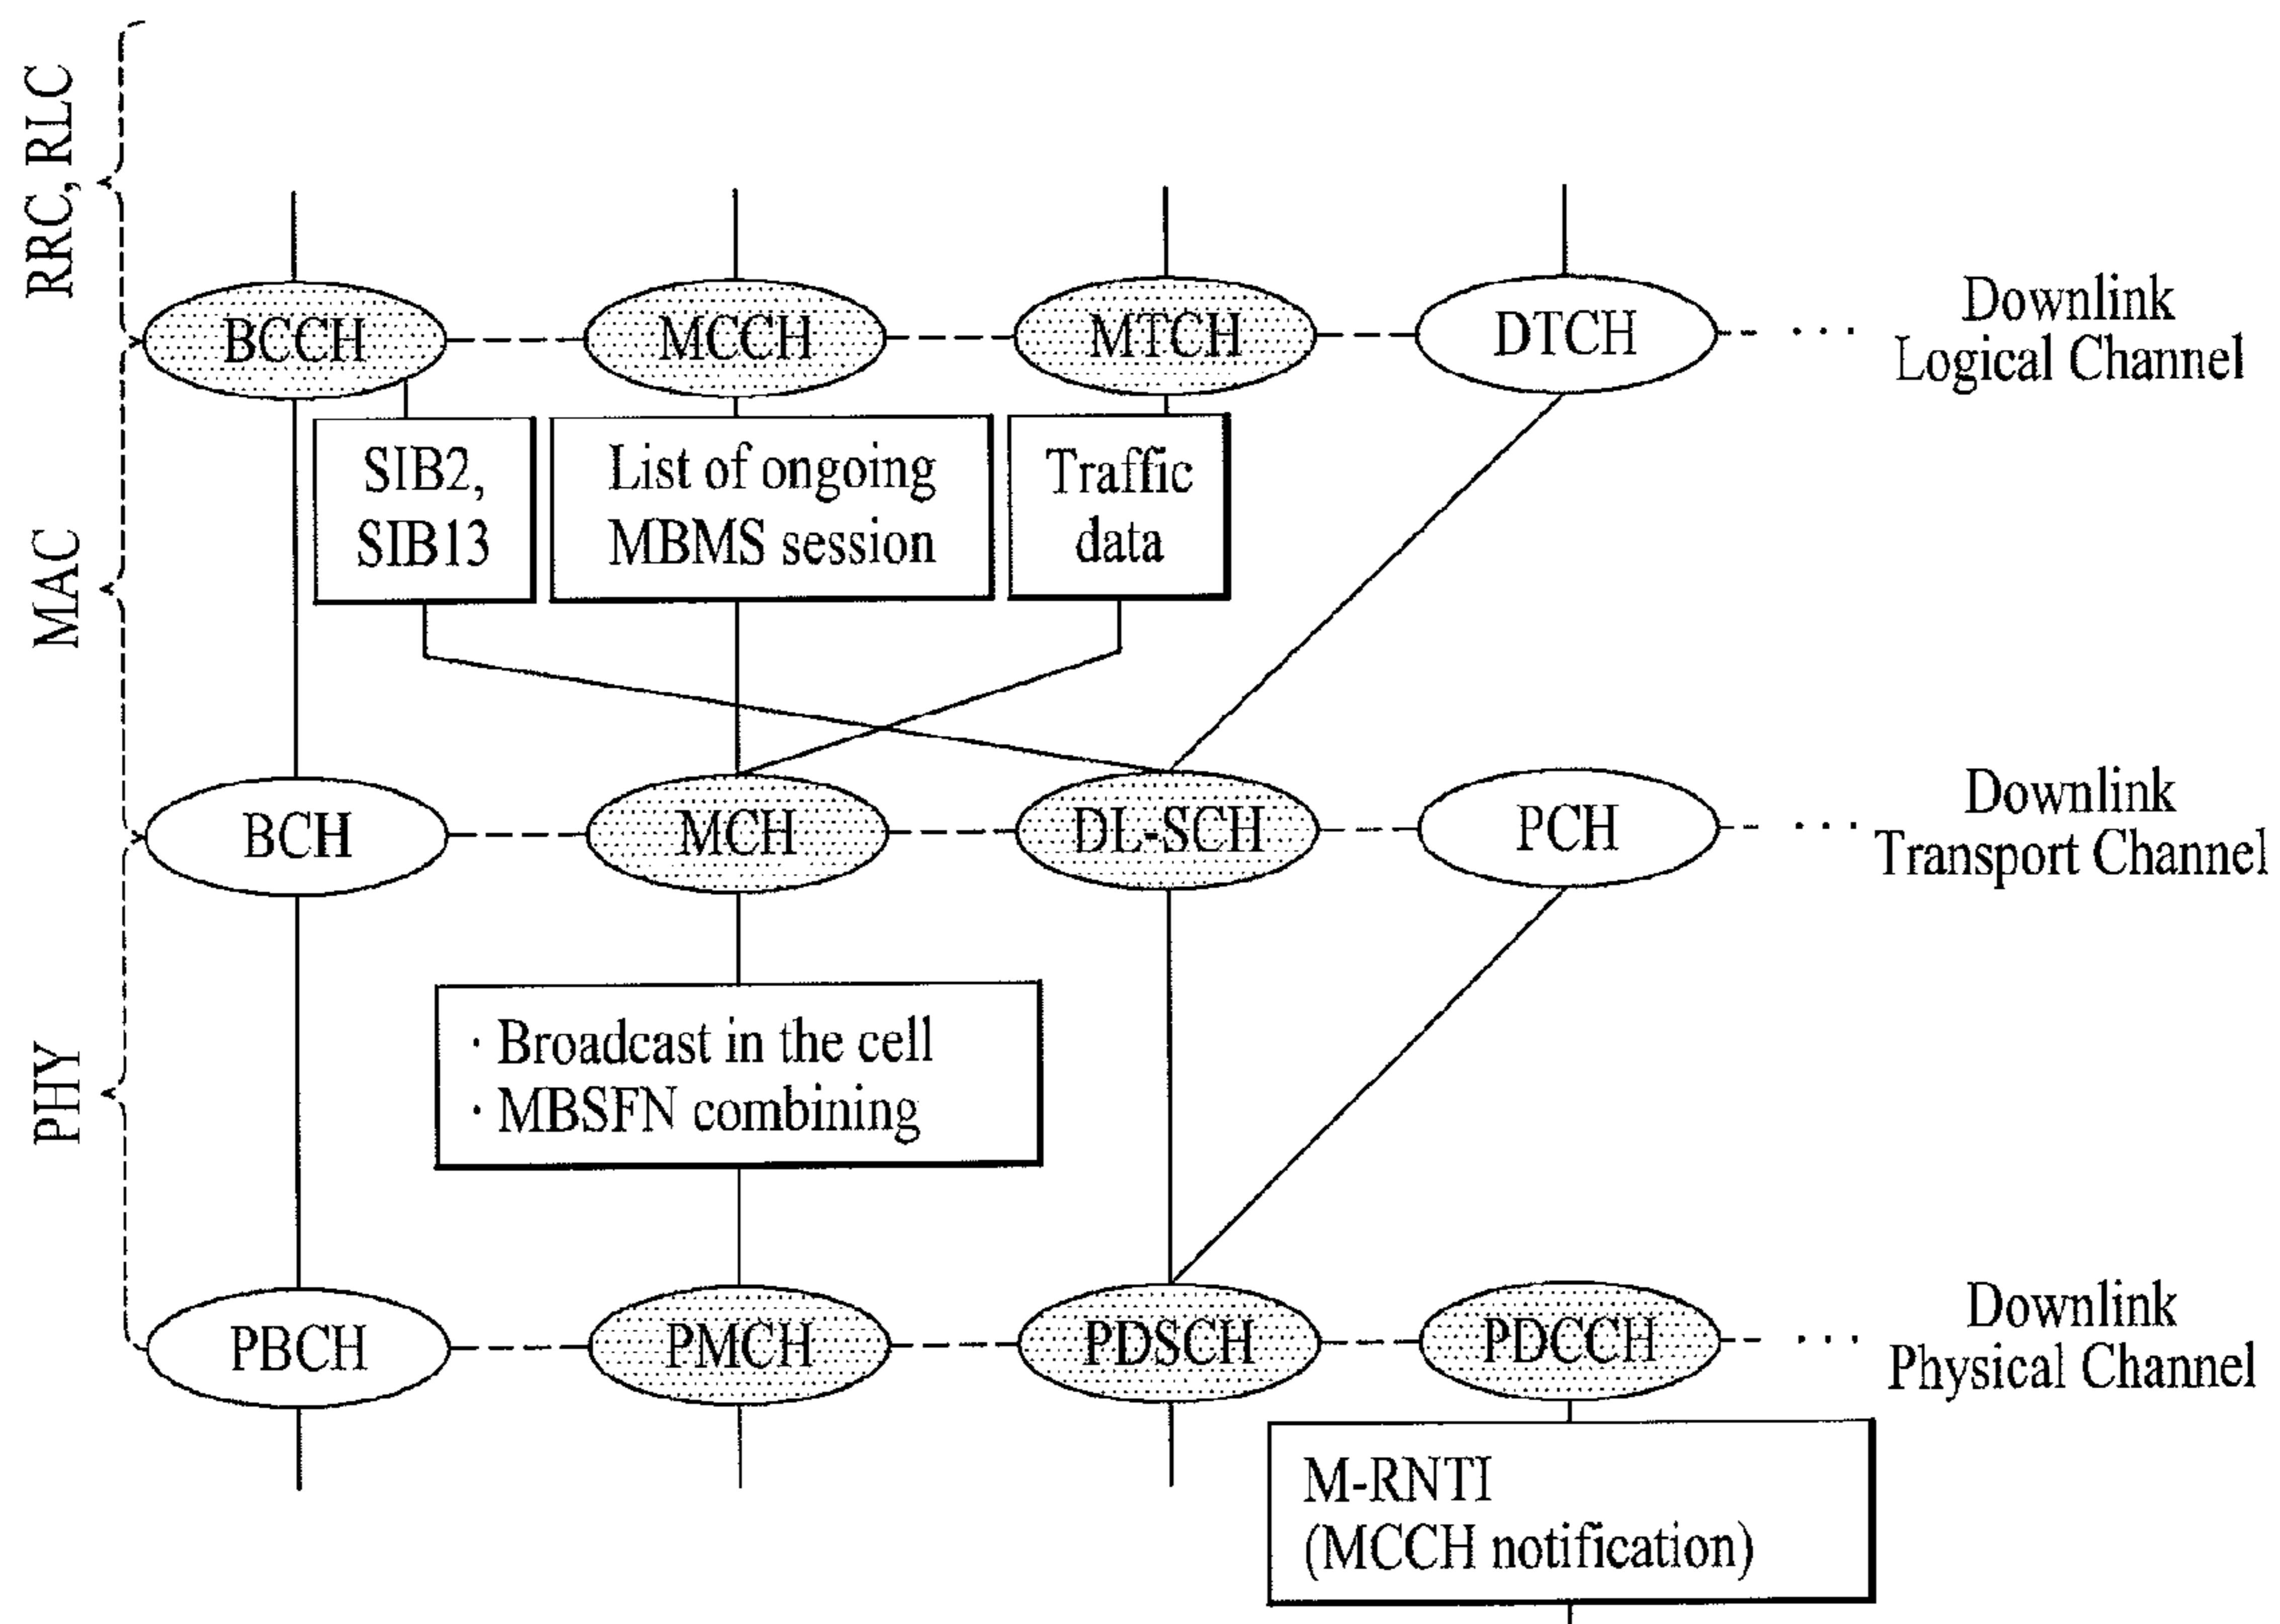 RRC, RLC
BCCH
MCCH
MTCH
DTCH
...
Downlink
Logical Channel
MAC
SIB2,
SIB13
List of ongoing
MBMS session
Traffic
data
BCH
MCH
DL-SCH
PCH
...
Downlink
Transport Channel
PHY
· Broadcast in the cell
· MBSFN combining
PBCH
PMCH
PDSCH
PDCCH
...
Downlink
Physical Channel
M-RNTI
(MCCH notification)